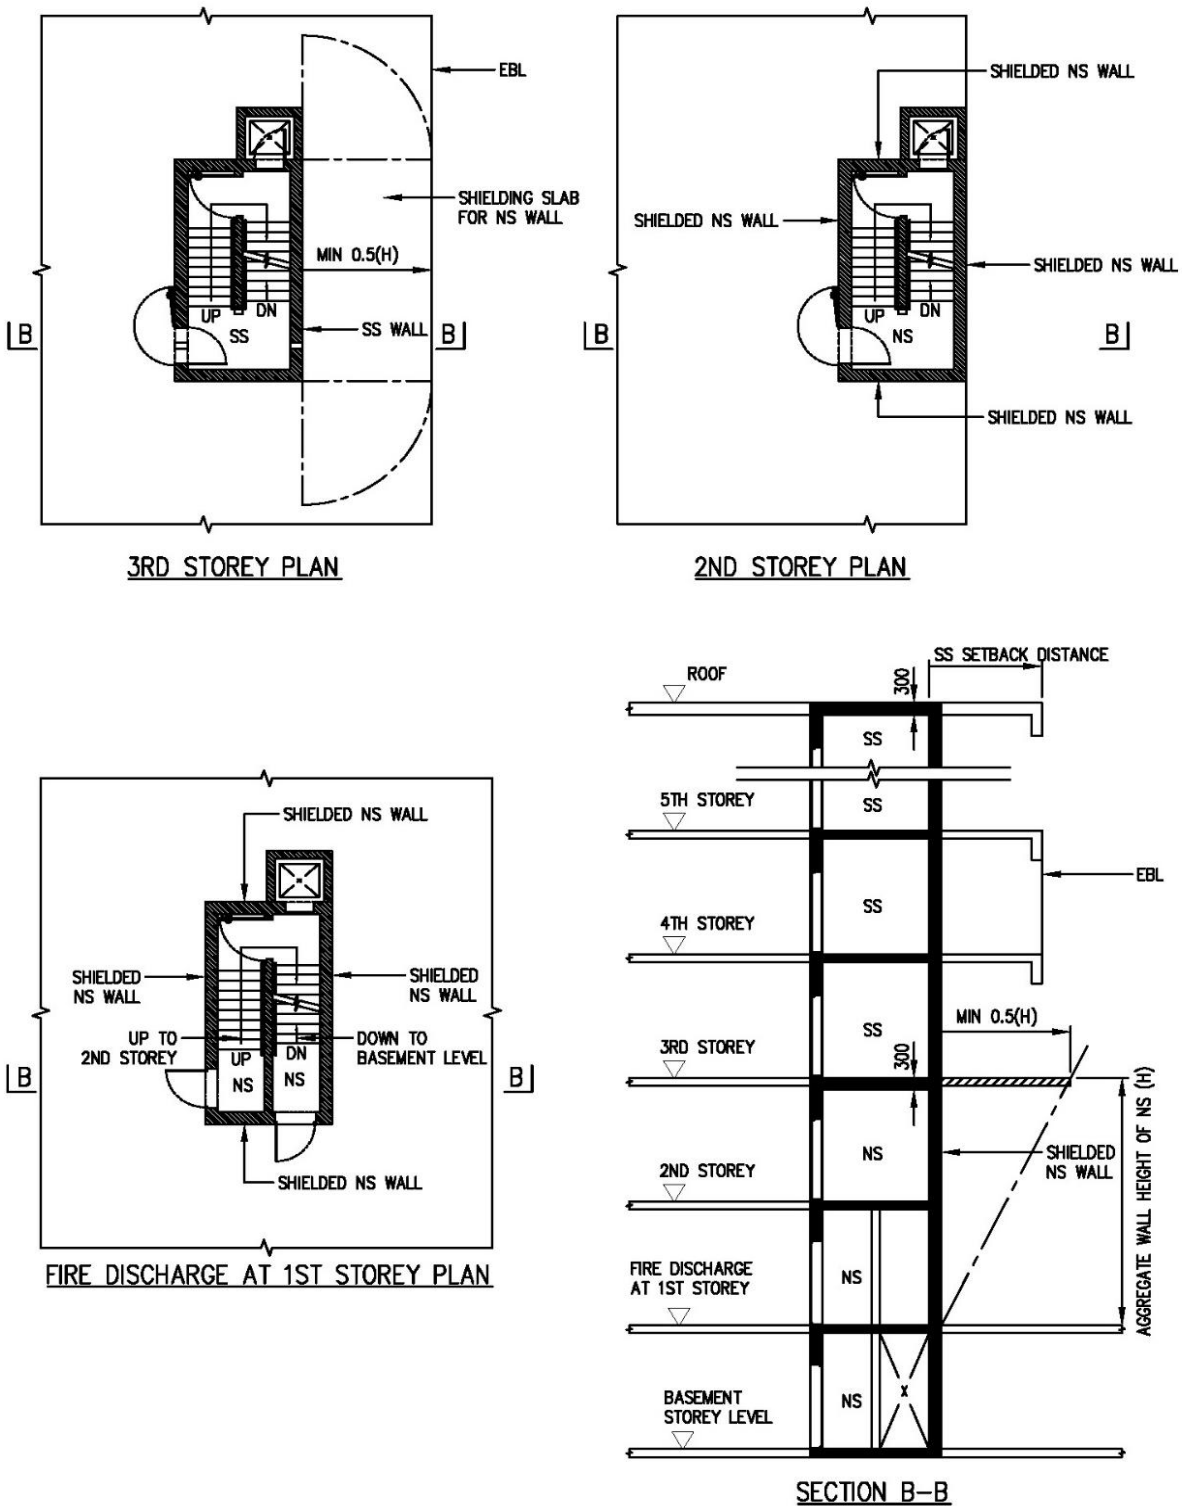 EBL
SHIELDING SLAB
FOR NS WALL
MIN 0.5(H)
UP
DN
SS
SS WALL
B
B
3RD STOREY PLAN
SHIELDED NS WALL
SHIELDED NS WALL
SHIELDED NS WALL
UP
DN
NS
B
B
SHIELDED NS WALL
2ND STOREY PLAN
SHIELDED NS WALL
SHIELDED
NS WALL
SHIELDED
NS WALL
UP TO
2ND STOREY
DOWN TO
BASEMENT LEVEL
UP
DN
NS
NS
B
B
SHIELDED NS WALL
FIRE DISCHARGE AT 1ST STOREY PLAN
SS SETBACK DISTANCE
ROOF
300
SS
5TH STOREY
SS
EBL
4TH STOREY
SS
MIN 0.5(H)
3RD STOREY
SS
300
2ND STOREY
NS
SHIELDED
NS WALL
AGGREGATE WALL HEIGHT OF NS (H)
FIRE DISCHARGE
AT 1ST STOREY
NS
BASEMENT
STOREY LEVEL
NS
X
SECTION B-B